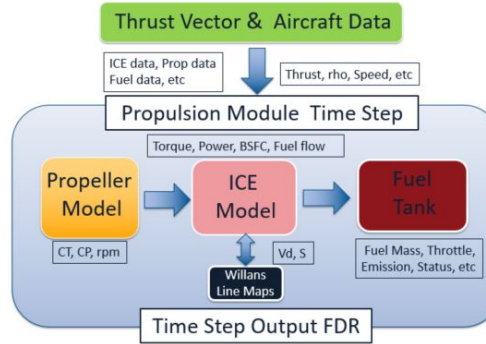 Thrust Vector & Aircraft Data
ICE data, Prop data
Fuel data, etc
Thrust, rho, Speed, etc
Propulsion Module Time Step
Torque, Power, BSFC, Fuel flow
Propeller
Model
ICE
Model
Fuel
Tank
CT, CP, rpm
Vd, S
Fuel Mass, Throttle,
Emission, Status, etc
Willans
Line Maps
Time Step Output FDR